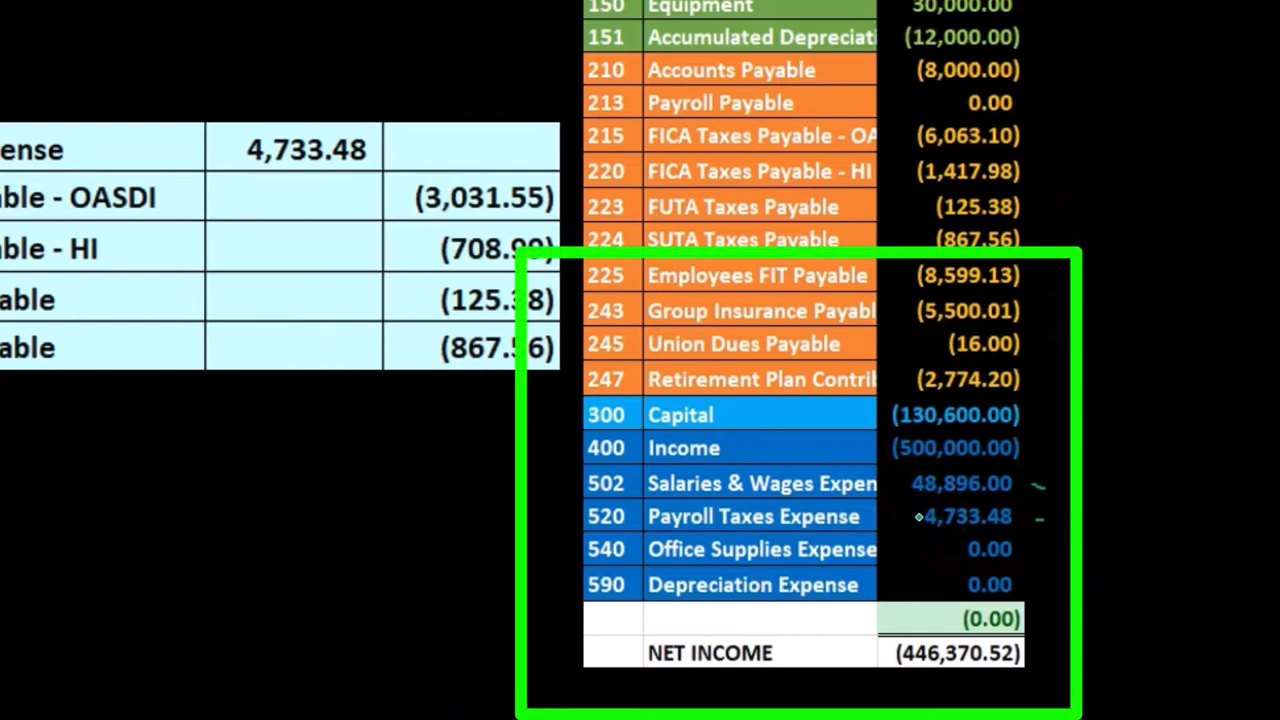 150 Equipment 30,000.00
151 Accumulated Depreciati (12,000.00)
210 Accounts Payable (8,000.00)
213 Payroll Payable 0.00
215 FICA Taxes Payable - OA (6,063.10)
220 FICA Taxes Payable - HI (1,417.98)
223 FUTA Taxes Payable (125.38)
224 SUTA Taxes Payable (867.56)
225 Employees FIT Payable (8,599.13)
243 Group Insurance Payabl (5,500.01)
245 Union Dues Payable (16.00)
247 Retirement Plan Contrib (2,774.20)
300 Capital (130,600.00)
400 Income (500,000.00)
502 Salaries & Wages Expen 48,896.00
520 Payroll Taxes Expense 4,733.48
540 Office Supplies Expense 0.00
590 Depreciation Expense 0.00
(0.00)
NET INCOME (446,370.52)
ense 4,733.48
able - OASDI (3,031.55)
able - HI (708.99)
able (125.38)
able (867.56)